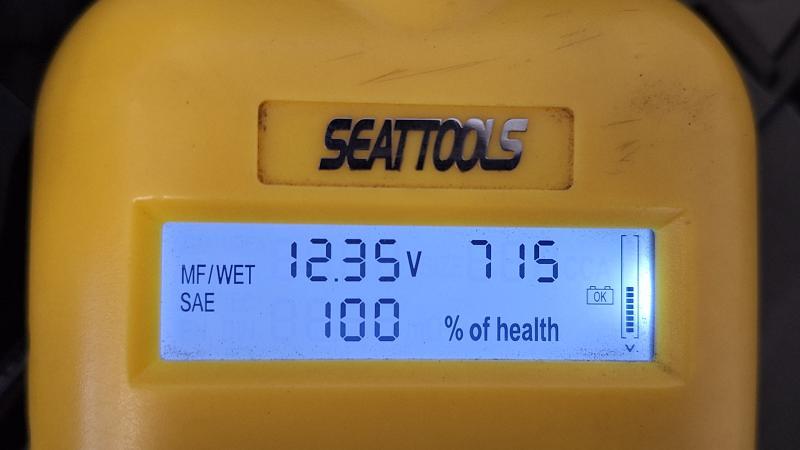 SEATTOOLS
MF/WET 12.35V 715
SAE 100 % of health
OK